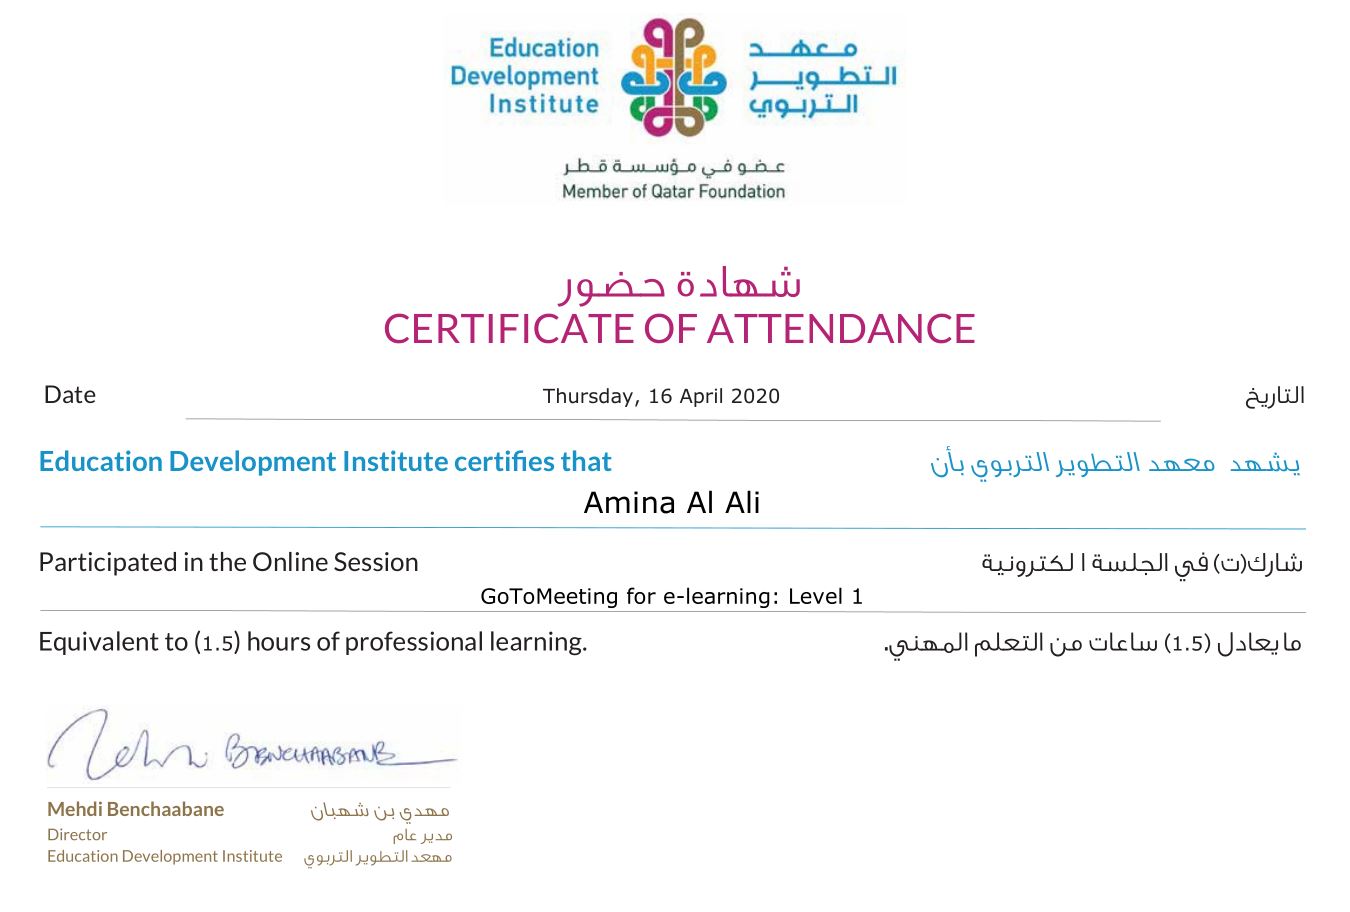 Education
Development
Institute
معهد
التطوير
التربوي
عضو في مؤسسة قطر
Member of Qatar Foundation
شهادة حضور
CERTIFICATE OF ATTENDANCE
Date Thursday, 16 April 2020 التاريخ
Education Development Institute certifies that يشهد معهد التطوير التربوي بأن
Amina Al Ali
Participated in the Online Session شارك(ت) في الجلسة ا لكترونية
GoToMeeting for e-learning: Level 1
Equivalent to (1.5) hours of professional learning. مايعادل (1.5) ساعات من التعلم المهني.
Mehdi BENCHAABANE
Mehdi Benchaabane مهدي بن شهبان
Director مدير عام
Education Development Institute مهعد التطوير التربوي